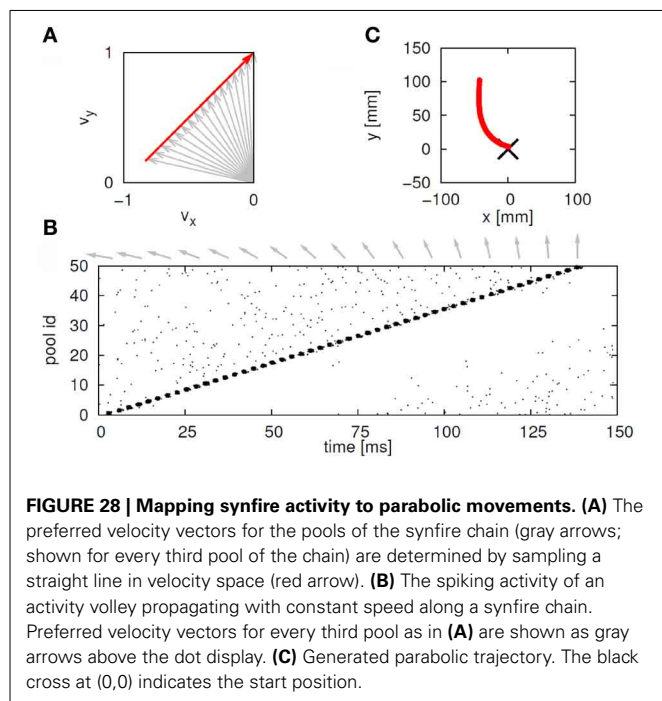 A
1
v_y
0
-1
0
v_x
C
150
100
50
0
-50
y [mm]
-100
0
100
x [mm]
B
50
40
30
20
10
0
pool id
0
25
50
75
100
125
150
time [ms]
FIGURE 28 | Mapping synfire activity to parabolic movements. (A) The
preferred velocity vectors for the pools of the synfire chain (gray arrows;
shown for every third pool of the chain) are determined by sampling a
straight line in velocity space (red arrow). (B) The spiking activity of an
activity volley propagating with constant speed along a synfire chain.
Preferred velocity vectors for every third pool as in (A) are shown as gray
arrows above the dot display. (C) Generated parabolic trajectory. The black
cross at (0,0) indicates the start position.